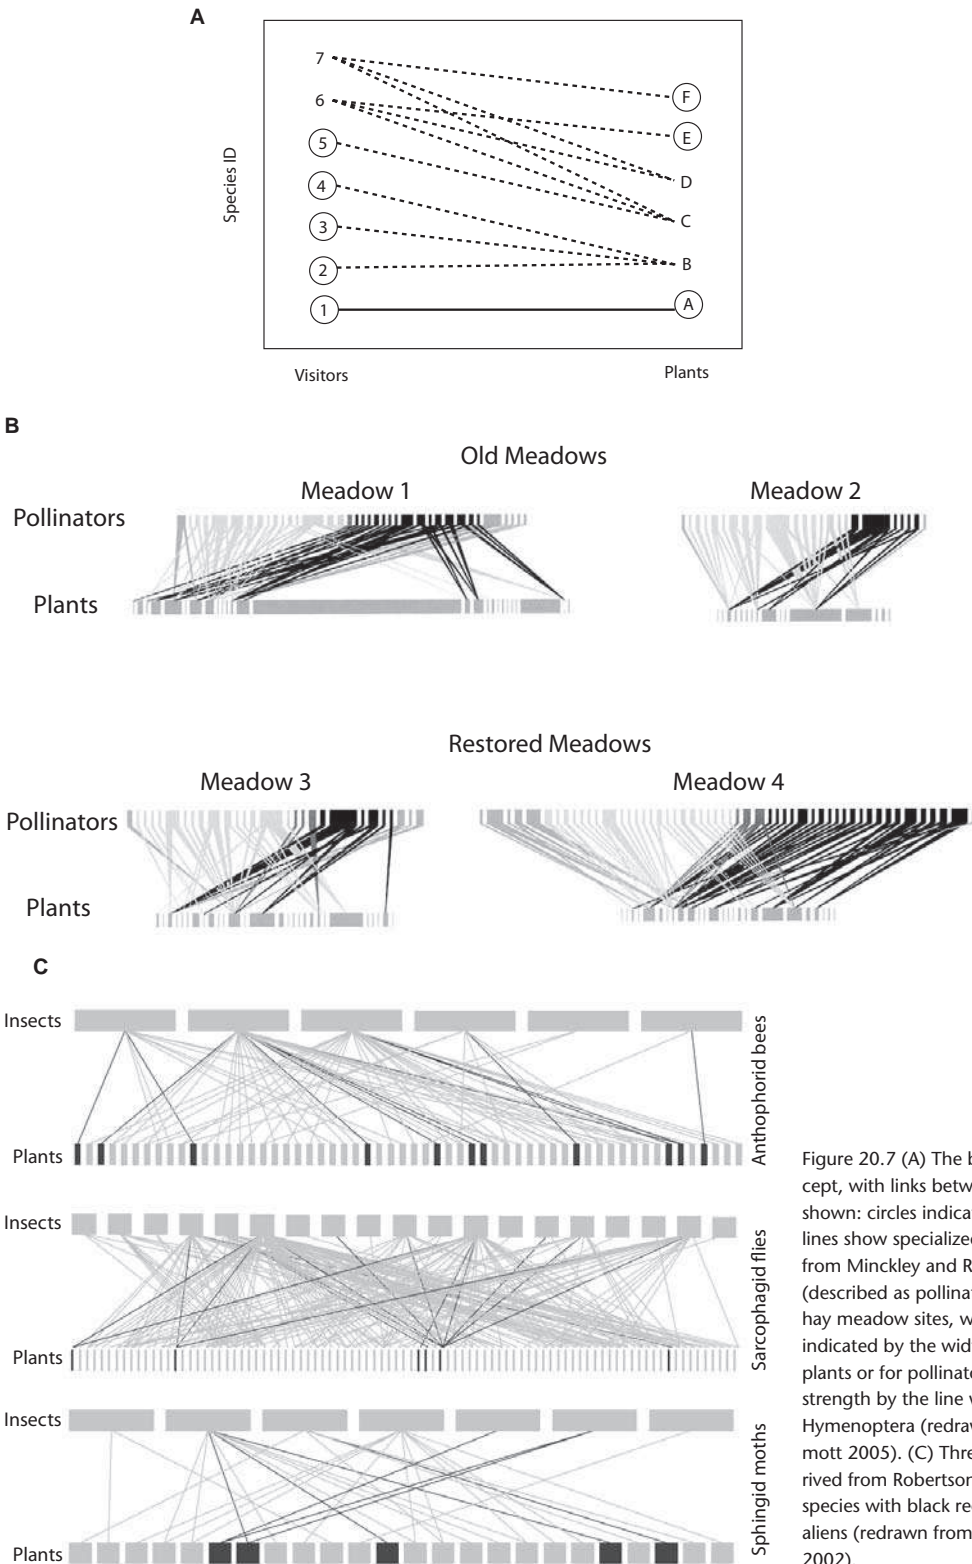 A
7
6
5
4
3
2
1
F
E
D
C
B
A
Species ID
Visitors
Plants
B
Old Meadows
Meadow 1
Meadow 2
Pollinators
Plants
Restored Meadows
Meadow 3
Meadow 4
Pollinators
Plants
C
Insects
Plants
Anthophorid bees
Insects
Plants
Sarcophagid flies
Insects
Plants
Sphingid moths
Figure 20.7 (A) The b
cept, with links betw
shown: circles indica
lines show specialized
from Minckley and R
(described as pollinat
hay meadow sites, w
indicated by the wid
plants or for pollinat
strength by the line w
Hymenoptera (redraw
mott 2005). (C) Thre
rived from Robertson
species with black re
aliens (redrawn from
2002)